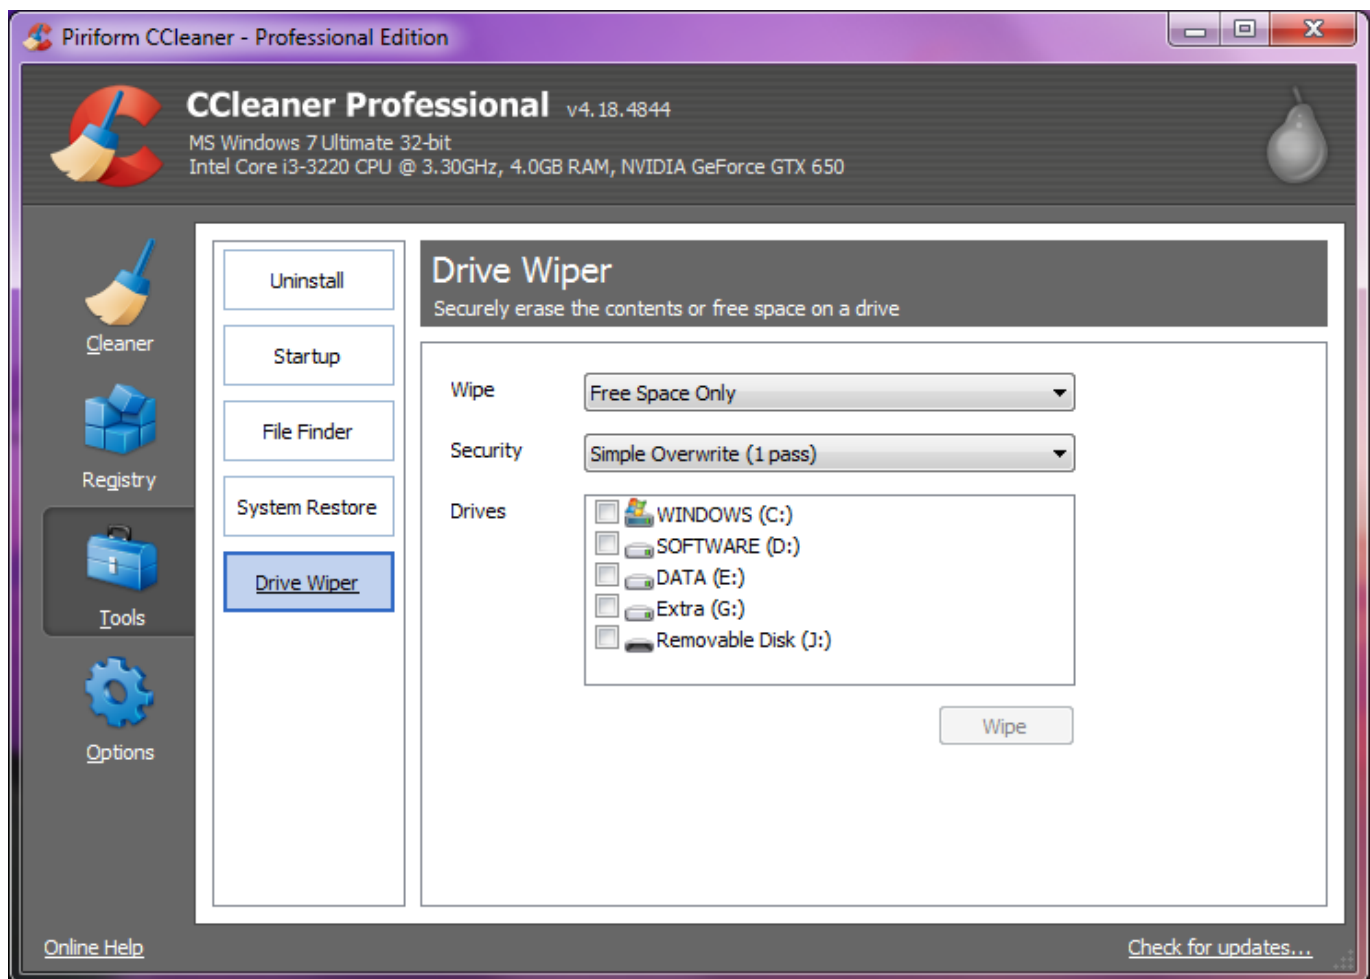 Piriform CCleaner - Professional Edition
CCleaner Professional v4.18.4844
MS Windows 7 Ultimate 32-bit
Intel Core i3-3220 CPU @ 3.30GHz, 4.0GB RAM, NVIDIA GeForce GTX 650
Cleaner
Registry
Tools
Options
Uninstall
Startup
File Finder
System Restore
Drive Wiper
Drive Wiper
Securely erase the contents or free space on a drive
Wipe Free Space Only
Security Simple Overwrite (1 pass)
Drives WINDOWS (C:)
SOFTWARE (D:)
DATA (E:)
Extra (G:)
Removable Disk (J:)
Wipe
Online Help
Check for updates...